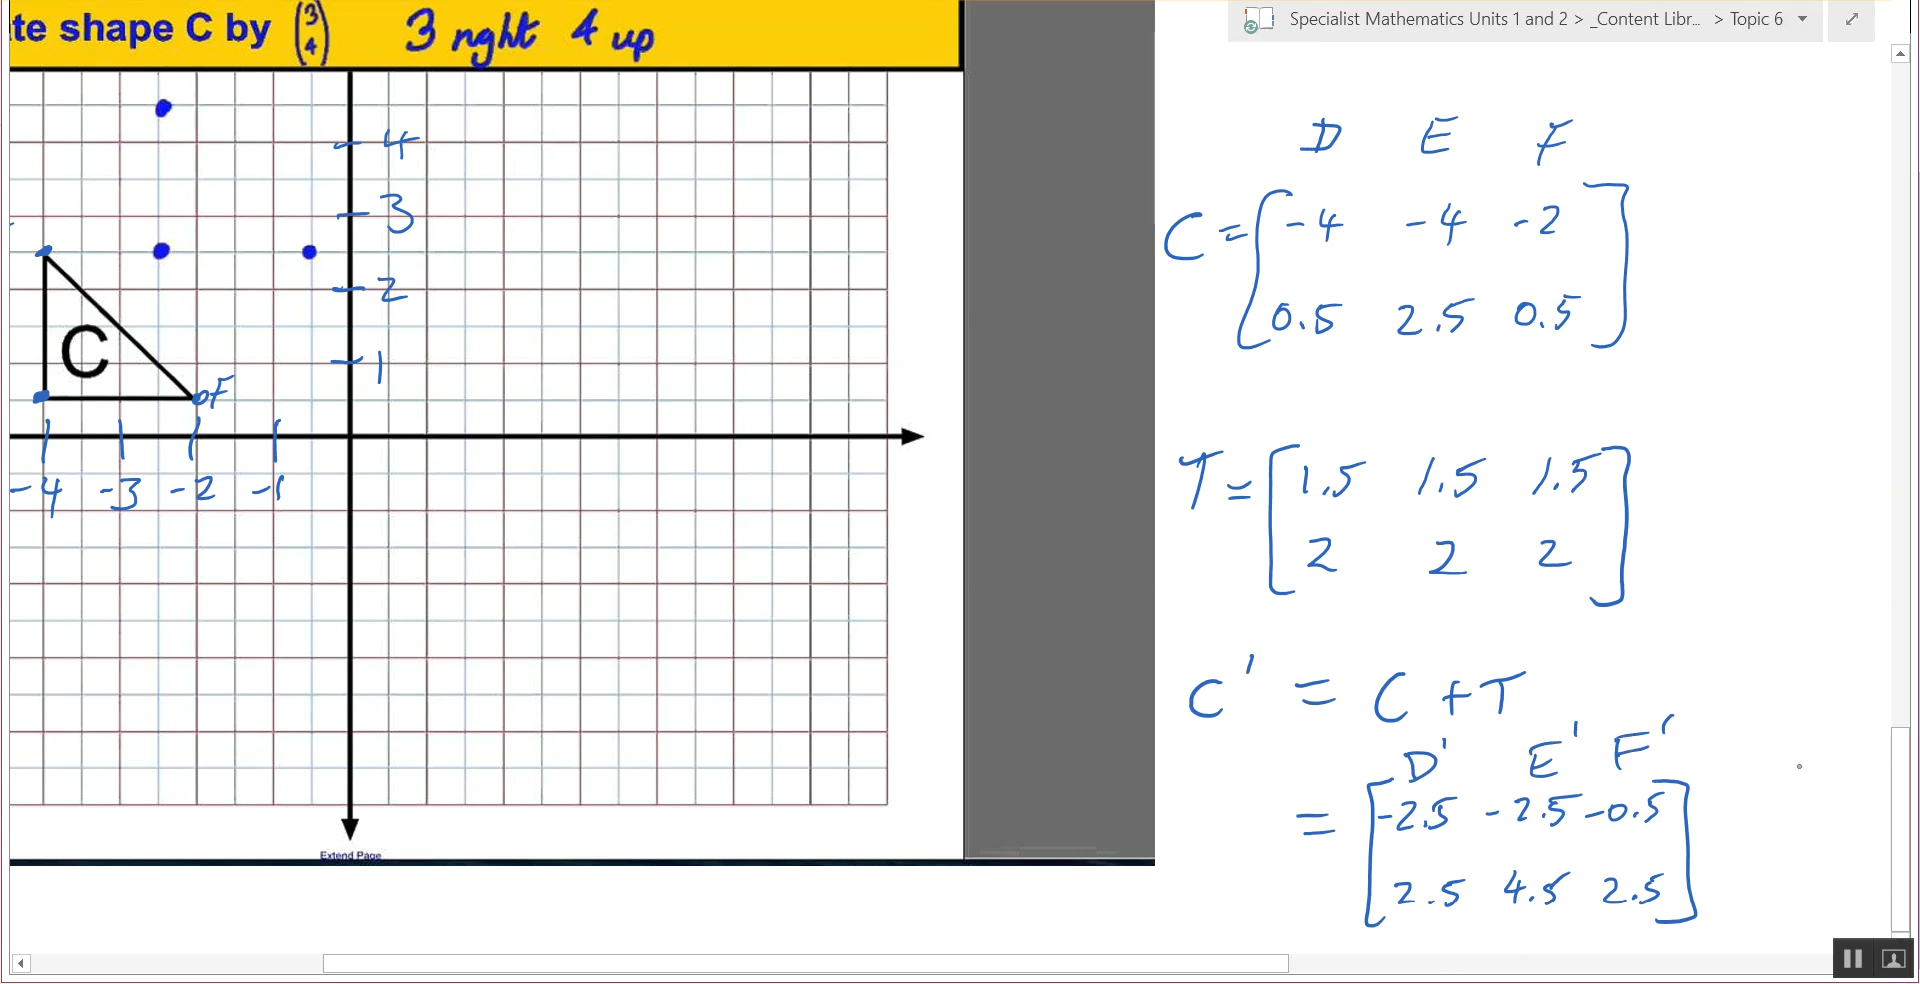 te shape C by (3 4) 3 right 4 up
Specialist Mathematics Units 1 and 2 > _Content Libr... > Topic 6
4
3
2
1
C
F
-4 -3 -2 -1
Extend Page
D E F
C = [-4 -4 -2
0.5 2.5 0.5]
T = [1.5 1.5 1.5
2 2 2]
C' = C + T
D' E' F'
= [-2.5 -2.5 -0.5
2.5 4.5 2.5]